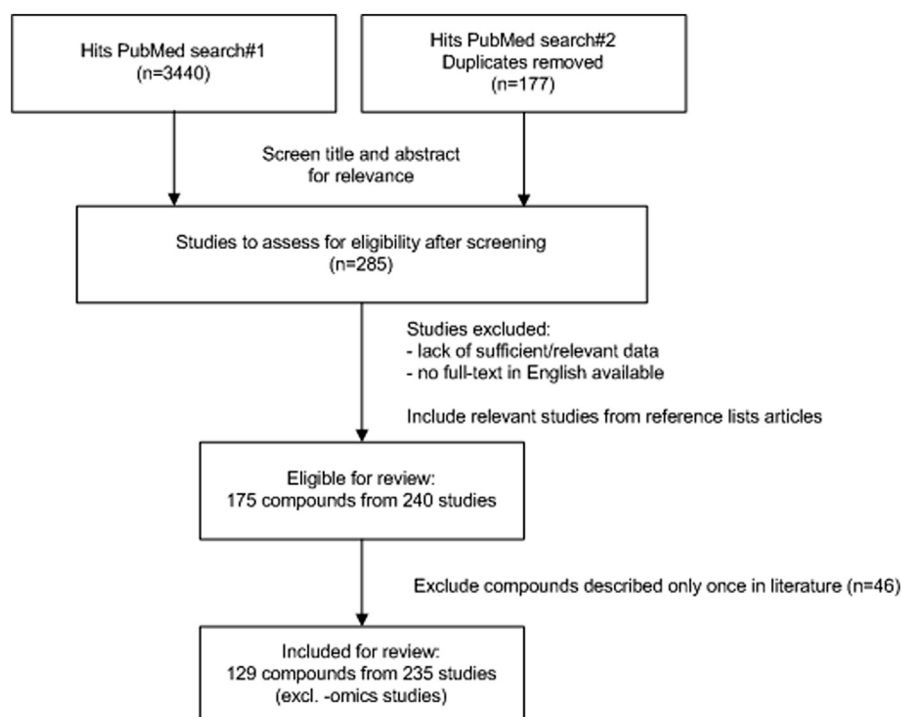 Hits PubMed search#1
(n=3440)
Hits PubMed search#2
Duplicates removed
(n=177)
Screen title and abstract
for relevance
Studies to assess for eligibility after screening
(n=285)
Studies excluded:
- lack of sufficient/relevant data
- no full-text in English available
Include relevant studies from reference lists articles
Eligible for review:
175 compounds from 240 studies
Exclude compounds described only once in literature (n=46)
Included for review:
129 compounds from 235 studies
(excl. -omics studies)